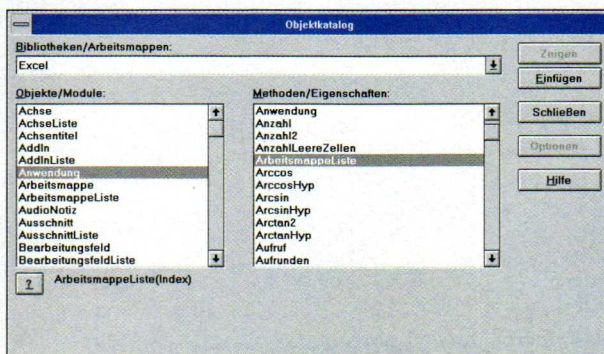 Objektkatalog
Bibliotheken/Arbeitsmappen:
Excel
Objekte/Module:
Achse
AchseListe
Achsentitel
AddIn
AddInListe
Anwendung
Arbeitsmappe
ArbeitsmappeListe
AudioNotiz
Ausschnitt
AusschnittListe
Bearbeitungsfeld
BearbeitungsfeldListe
Methoden/Eigenschaften:
Anwendung
Anzahl
Anzahl2
AnzahlLeereZellen
ArbeitsmappeListe
Arccos
ArccosHyp
Arcsin
ArcsinHyp
Arctan2
ArctanHyp
Aufruf
Aufrunden
Zeigen
Einfügen
Schließen
Optionen...
Hilfe
? ArbeitsmappeListe(Index)